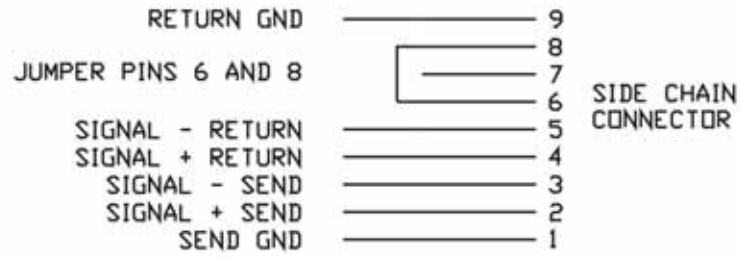 RETURN GND 9
8
JUMPER PINS 6 AND 8 7
6 SIDE CHAIN
SIGNAL - RETURN 5 CONNECTOR
SIGNAL + RETURN 4
SIGNAL - SEND 3
SIGNAL + SEND 2
SEND GND 1